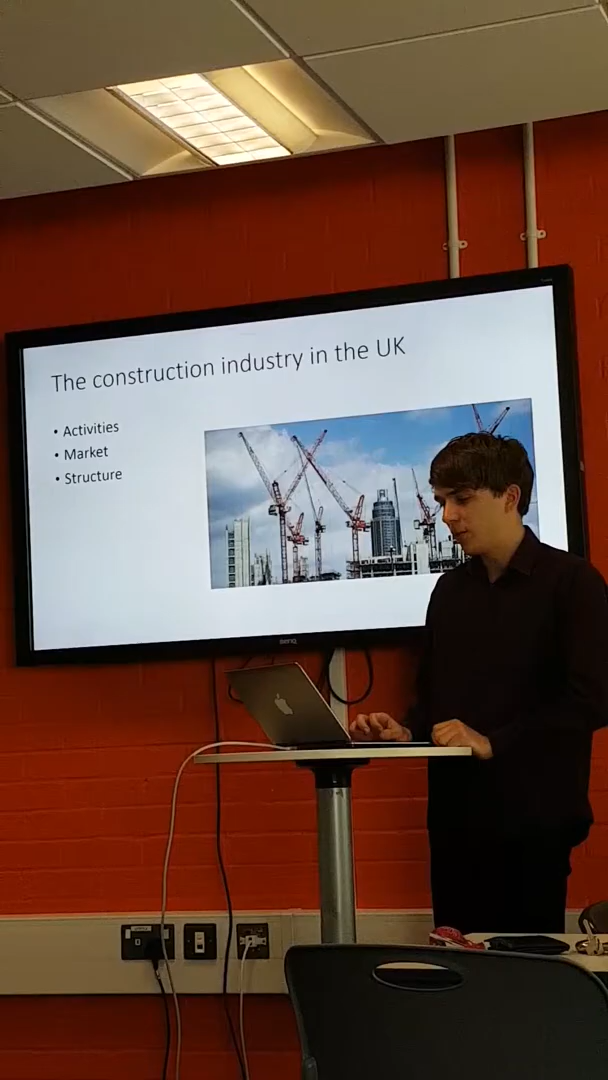 The construction industry in the UK
• Activities
• Market
• Structure
BenQ